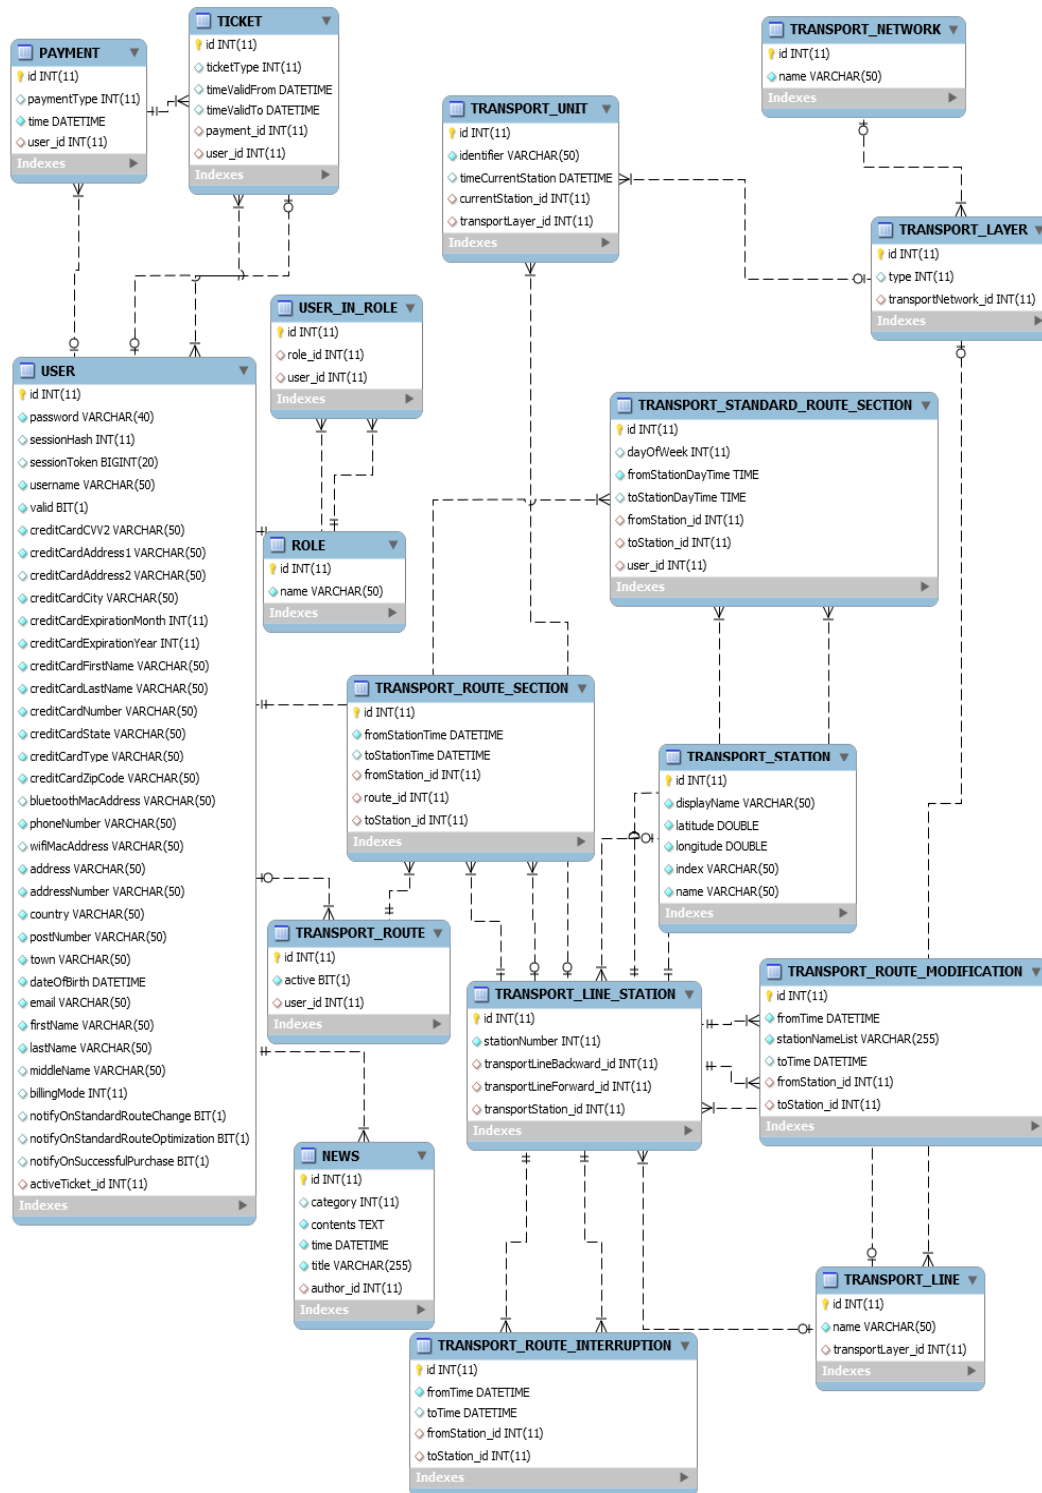 PAYMENT
id INT(11)
paymentType INT(11)
time DATETIME
user_id INT(11)
Indexes
TICKET
id INT(11)
ticketType INT(11)
timeValidFrom DATETIME
timeValidTo DATETIME
payment_id INT(11)
user_id INT(11)
Indexes
TRANSPORT_UNIT
id INT(11)
identifier VARCHAR(50)
timeCurrentStation DATETIME
currentStation_id INT(11)
transportLayer_id INT(11)
Indexes
TRANSPORT_NETWORK
id INT(11)
name VARCHAR(50)
Indexes
TRANSPORT_LAYER
id INT(11)
type INT(11)
transportNetwork_id INT(11)
Indexes
USER_IN_ROLE
id INT(11)
role_id INT(11)
user_id INT(11)
Indexes
USER
id INT(11)
password VARCHAR(40)
sessionHash INT(11)
sessionToken BIGINT(20)
username VARCHAR(50)
valid BIT(1)
creditCardCVV2 VARCHAR(50)
creditCardAddress1 VARCHAR(50)
creditCardAddress2 VARCHAR(50)
creditCardCity VARCHAR(50)
creditCardExpirationMonth INT(11)
creditCardExpirationYear INT(11)
creditCardFirstName VARCHAR(50)
creditCardLastName VARCHAR(50)
creditCardNumber VARCHAR(50)
creditCardState VARCHAR(50)
creditCardType VARCHAR(50)
creditCardZipCode VARCHAR(50)
bluetoothMacAddress VARCHAR(50)
phoneNumber VARCHAR(50)
wifiMacAddress VARCHAR(50)
address VARCHAR(50)
addressNumber VARCHAR(50)
country VARCHAR(50)
postNumber VARCHAR(50)
town VARCHAR(50)
dateOfBirth DATETIME
email VARCHAR(50)
firstName VARCHAR(50)
lastName VARCHAR(50)
middleName VARCHAR(50)
billingMode INT(11)
notifyOnStandardRouteChange BIT(1)
notifyOnStandardRouteOptimization BIT(1)
notifyOnSuccessfulPurchase BIT(1)
activeTicket_id INT(11)
Indexes
ROLE
id INT(11)
name VARCHAR(50)
Indexes
TRANSPORT_STANDARD_ROUTE_SECTION
id INT(11)
dayOfWeek INT(11)
fromStationDayTime TIME
toStationDayTime TIME
fromStation_id INT(11)
toStation_id INT(11)
user_id INT(11)
Indexes
TRANSPORT_ROUTE_SECTION
id INT(11)
fromStationTime DATETIME
toStationTime DATETIME
fromStation_id INT(11)
route_id INT(11)
toStation_id INT(11)
Indexes
TRANSPORT_STATION
id INT(11)
displayName VARCHAR(50)
latitude DOUBLE
longitude DOUBLE
index VARCHAR(50)
name VARCHAR(50)
Indexes
TRANSPORT_ROUTE
id INT(11)
active BIT(1)
user_id INT(11)
Indexes
TRANSPORT_LINE_STATION
id INT(11)
stationNumber INT(11)
transportLineBackward_id INT(11)
transportLineForward_id INT(11)
transportStation_id INT(11)
Indexes
TRANSPORT_ROUTE_MODIFICATION
id INT(11)
fromTime DATETIME
stationNameList VARCHAR(255)
toTime DATETIME
fromStation_id INT(11)
toStation_id INT(11)
Indexes
NEWS
id INT(11)
category INT(11)
contents TEXT
time DATETIME
title VARCHAR(255)
author_id INT(11)
Indexes
TRANSPORT_LINE
id INT(11)
name VARCHAR(50)
transportLayer_id INT(11)
Indexes
TRANSPORT_ROUTE_INTERRUPTION
id INT(11)
fromTime DATETIME
toTime DATETIME
fromStation_id INT(11)
toStation_id INT(11)
Indexes